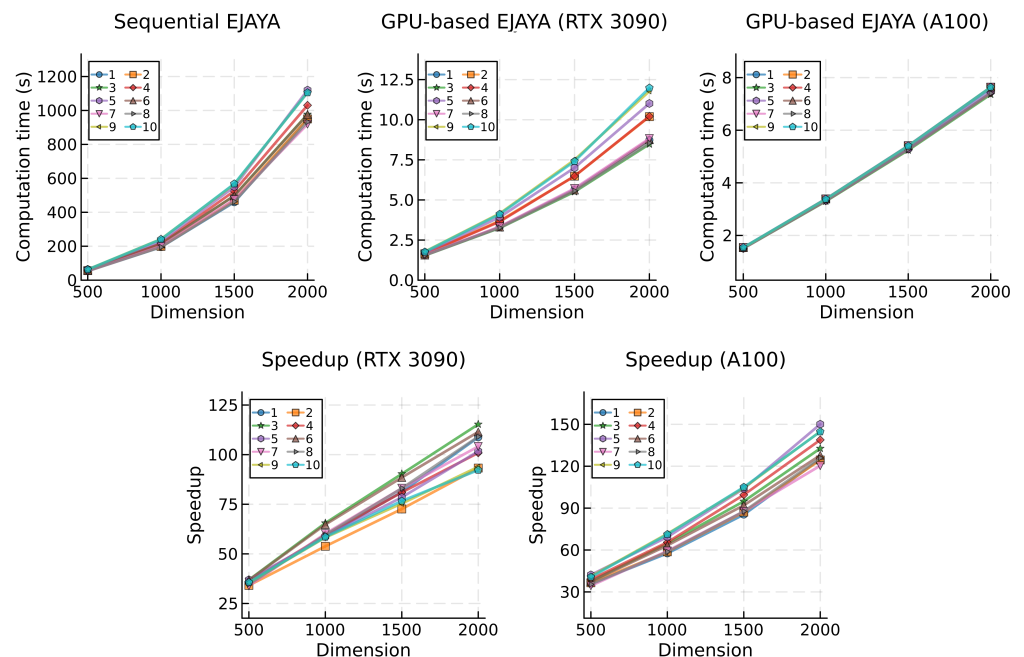 Sequential EJAYA
Computation time (s)
1200
1000
800
600
400
200
0
1 2
3 4
5 6
7 8
9 10
500 1000 1500 2000
Dimension
GPU-based EJAYA (RTX 3090)
Computation time (s)
12.5
10.0
7.5
5.0
2.5
0.0
1 2
3 4
5 6
7 8
9 10
500 1000 1500 2000
Dimension
GPU-based EJAYA (A100)
Computation time (s)
8
6
4
2
1 2
3 4
5 6
7 8
9 10
500 1000 1500 2000
Dimension
Speedup (RTX 3090)
Speedup
125
100
75
50
25
1 2
3 4
5 6
7 8
9 10
500 1000 1500 2000
Dimension
Speedup (A100)
Speedup
150
120
90
60
30
1 2
3 4
5 6
7 8
9 10
500 1000 1500 2000
Dimension